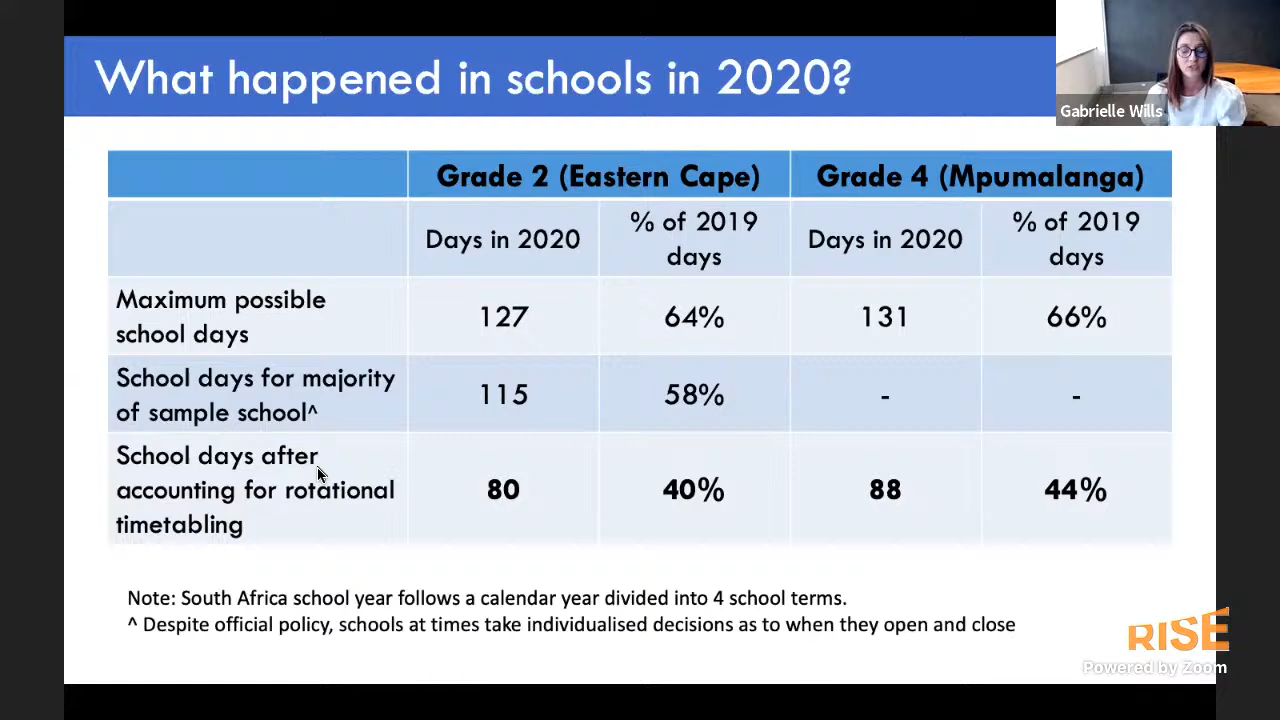 What happened in schools in 2020?
Gabrielle Wills
Grade 2 (Eastern Cape)
Grade 4 (Mpumalanga)
Days in 2020
% of 2019
days
Days in 2020
% of 2019
days
Maximum possible
school days
127
64%
131
66%
School days for majority
of sample school^
115
58%
-
-
School days after
accounting for rotational
timetabling
80
40%
88
44%
Note: South Africa school year follows a calendar year divided into 4 school terms.
^ Despite official policy, schools at times take individualised decisions as to when they open and close
RISE
Powered by Zoom